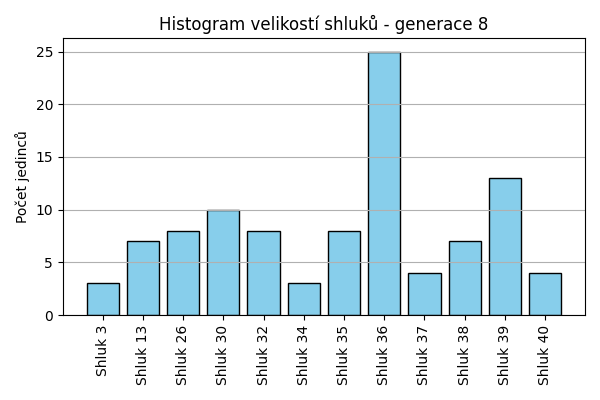 Histogram velikostí shluků - generace 8
Počet jedinců
25
20
15
10
5
0
Shluk 3
Shluk 13
Shluk 26
Shluk 30
Shluk 32
Shluk 34
Shluk 35
Shluk 36
Shluk 37
Shluk 38
Shluk 39
Shluk 40